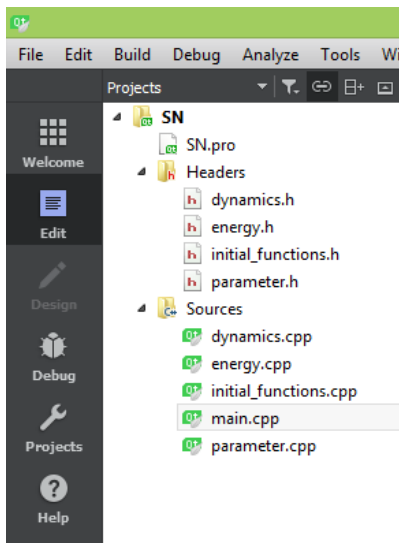 File Edit Build Debug Analyze Tools Wi
Projects
SN
SN.pro
Headers
dynamics.h
energy.h
initial_functions.h
parameter.h
Sources
dynamics.cpp
energy.cpp
initial_functions.cpp
main.cpp
parameter.cpp
Welcome
Edit
Design
Debug
Projects
Help